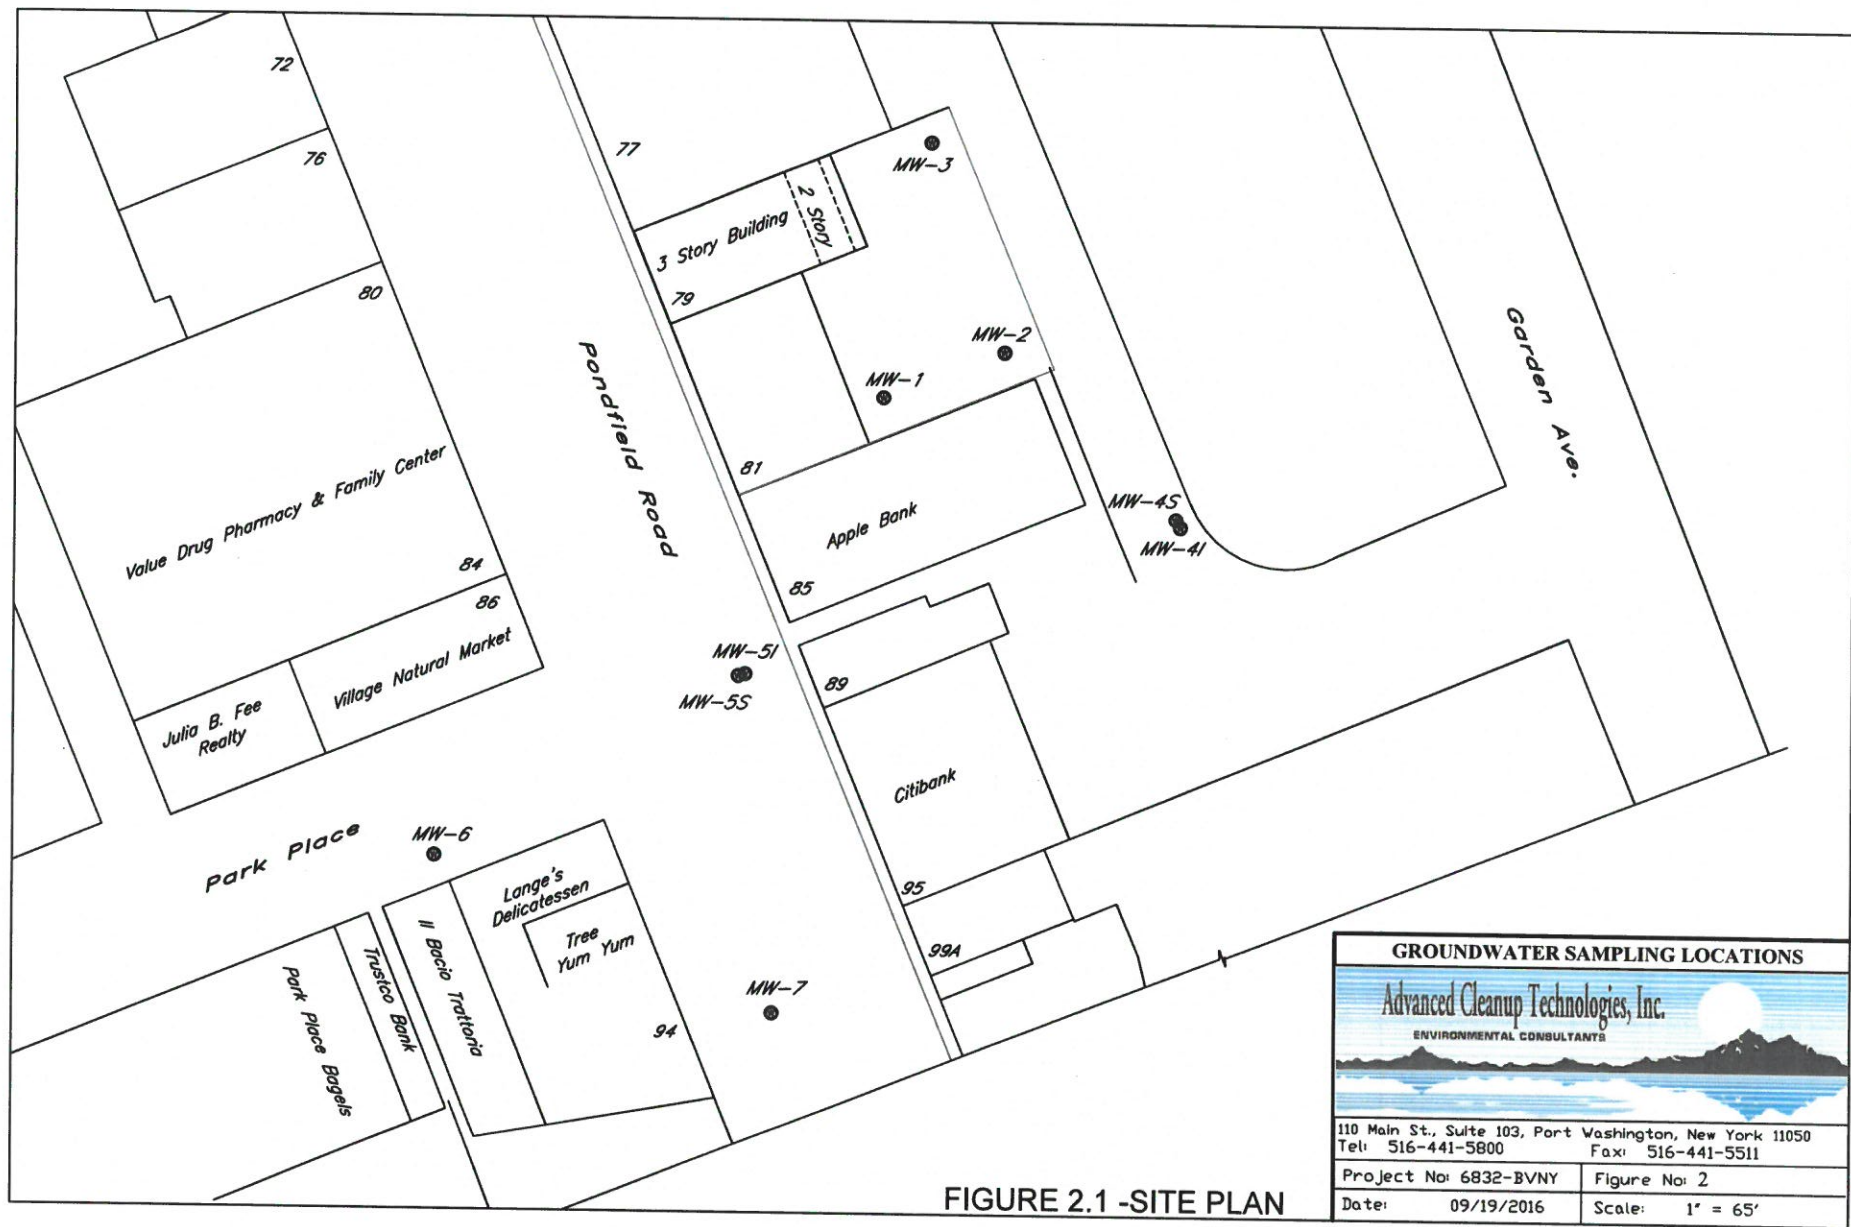 72
76
80
77
3 Story Building
2 Story
79
MW-3
MW-2
MW-1
81
Pondfield Road
Garden Ave.
Value Drug Pharmacy & Family Center
84
86
Village Natural Market
Julia B. Fee
Realty
Apple Bank
85
MW-4S
MW-4I
MW-5I
MW-5S
89
Citibank
95
99A
Park Place
MW-6
Lange's
Delicatessen
Tree
Yum Yum
Il Bacio Trattoria
Trustco Bank
Park Place Bagels
94
MW-7
GROUNDWATER SAMPLING LOCATIONS
Advanced Cleanup Technologies, Inc.
ENVIRONMENTAL CONSULTANTS
110 Main St., Suite 103, Port Washington, New York 11050
Tel: 516-441-5800 Fax: 516-441-5511
Project No: 6832-BVNY Figure No: 2
Date: 09/19/2016 Scale: 1" = 65'
FIGURE 2.1 -SITE PLAN